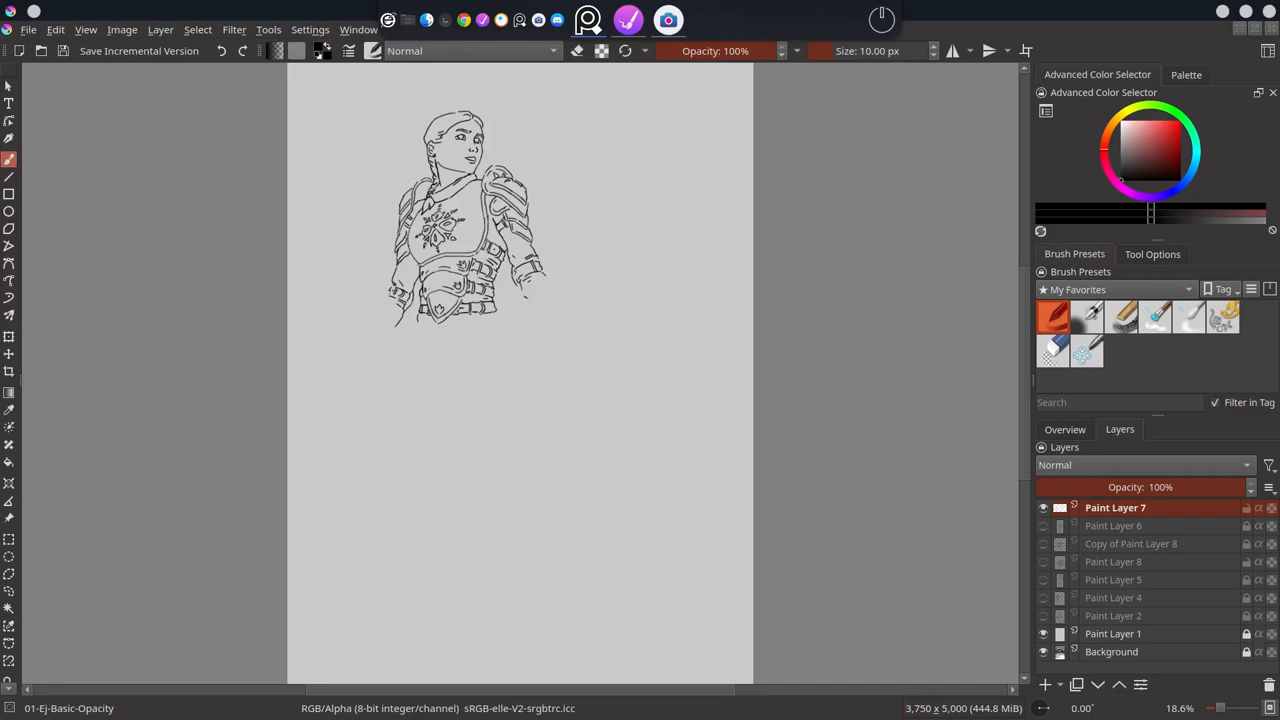 File Edit View Image Layer Select Filter Tools Settings Window
Save Incremental Version
Normal
Opacity: 100%
Size: 10.00 px
Advanced Color Selector
Palette
Advanced Color Selector
Brush Presets
Tool Options
Brush Presets
★ My Favorites
Tag
Search
Filter in Tag
Overview
Layers
Layers
Normal
Opacity: 100%
Paint Layer 7
Paint Layer 6
Copy of Paint Layer 8
Paint Layer 8
Paint Layer 5
Paint Layer 4
Paint Layer 2
Paint Layer 1
Background
01-Ej-Basic-Opacity
RGB/Alpha (8-bit integer/channel) sRGB-elle-V2-srgbtrc.icc
3,750 x 5,000 (444.8 MiB)
0.00°
18.6%